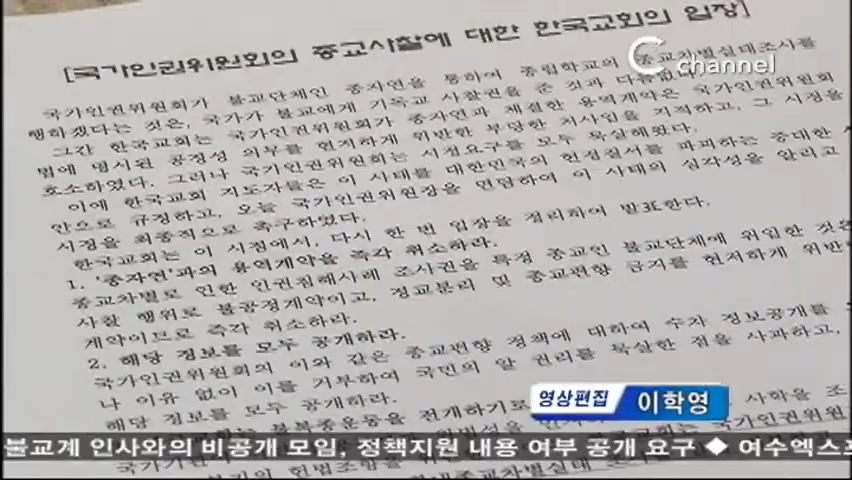 [국가인권위원회의 종교사찰에 대한 한국교회의 입장]
C channel
국가인권위원회가 불교단체인 종자연을 통하여 종립학교의 종교차별실태조사를
행하겠다는 것은, 국가가 불교에게 기독교 사찰권을 준 것과 다름없다.
그간 한국교회는 국가인권위원회가 종자연과 체결한 용역계약은 국가인권위원회
법에 명시된 공정성 의무를 현저하게 위반한 부당한 처사임을 지적하고, 그 시정을
호소하였다. 그러나 국가인권위원회는 시정요구를 모두 묵살해왔다.
이에 한국교회 지도자들은 이 사태를 대한민국의 헌정질서를 파괴하는 중대한
안으로 규정하고, 오늘 국가인권위원장을 면담하여 이 사태의 심각성을 알리고
시정을 최종적으로 촉구하였다.
한국교회는 이 시점에서, 다시 한 번 입장을 정리하여 발표한다.
1. '종자연'과의 용역계약을 즉각 취소하라.
종교차별로 인한 인권침해사례 조사권을 특정 종교인 불교단체에 위임한 것은
사찰 행위로 불공정계약이고, 정교분리 및 종교편향 금지를 현저하게 위반
계약이므로 즉각 취소하라.
2. 해당 정보를 모두 공개하라.
국가인권위원회의 이와 같은 종교편향 정책에 대하여 수차 정보공개를
나 이유 없이 이를 거부하여 국민의 알 권리를 묵살한 점을 사과하고,
해당 정보를 모두 공개하라.
불복종운동을 전개하기로
영상편집 이학영
불교계 인사와의 비공개 모임, 정책지원 내용 여부 공개 요구 ◆ 여수엑스포